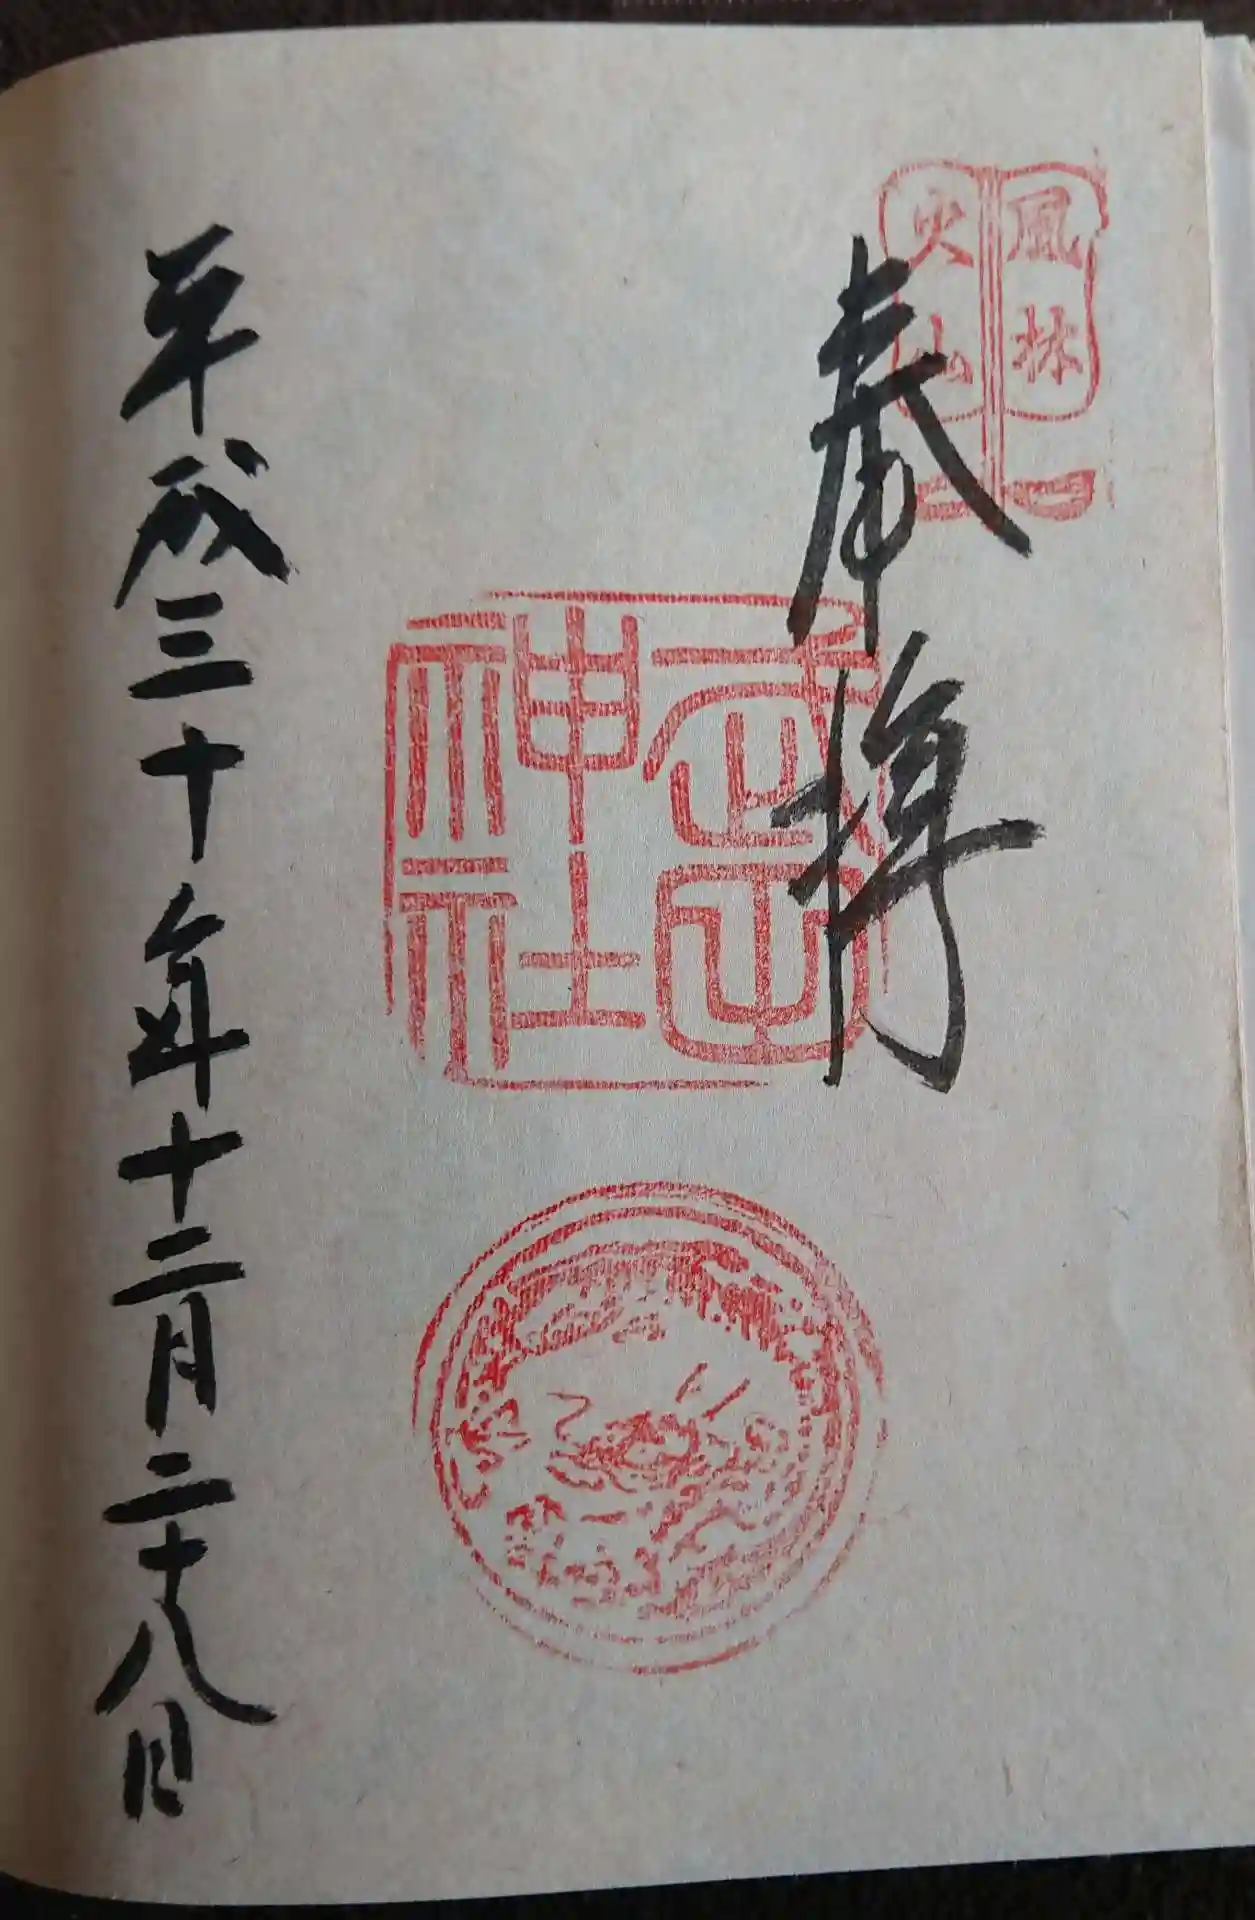 風林
火山
奉拝
武田
神社
平成三十年十二月二十八日